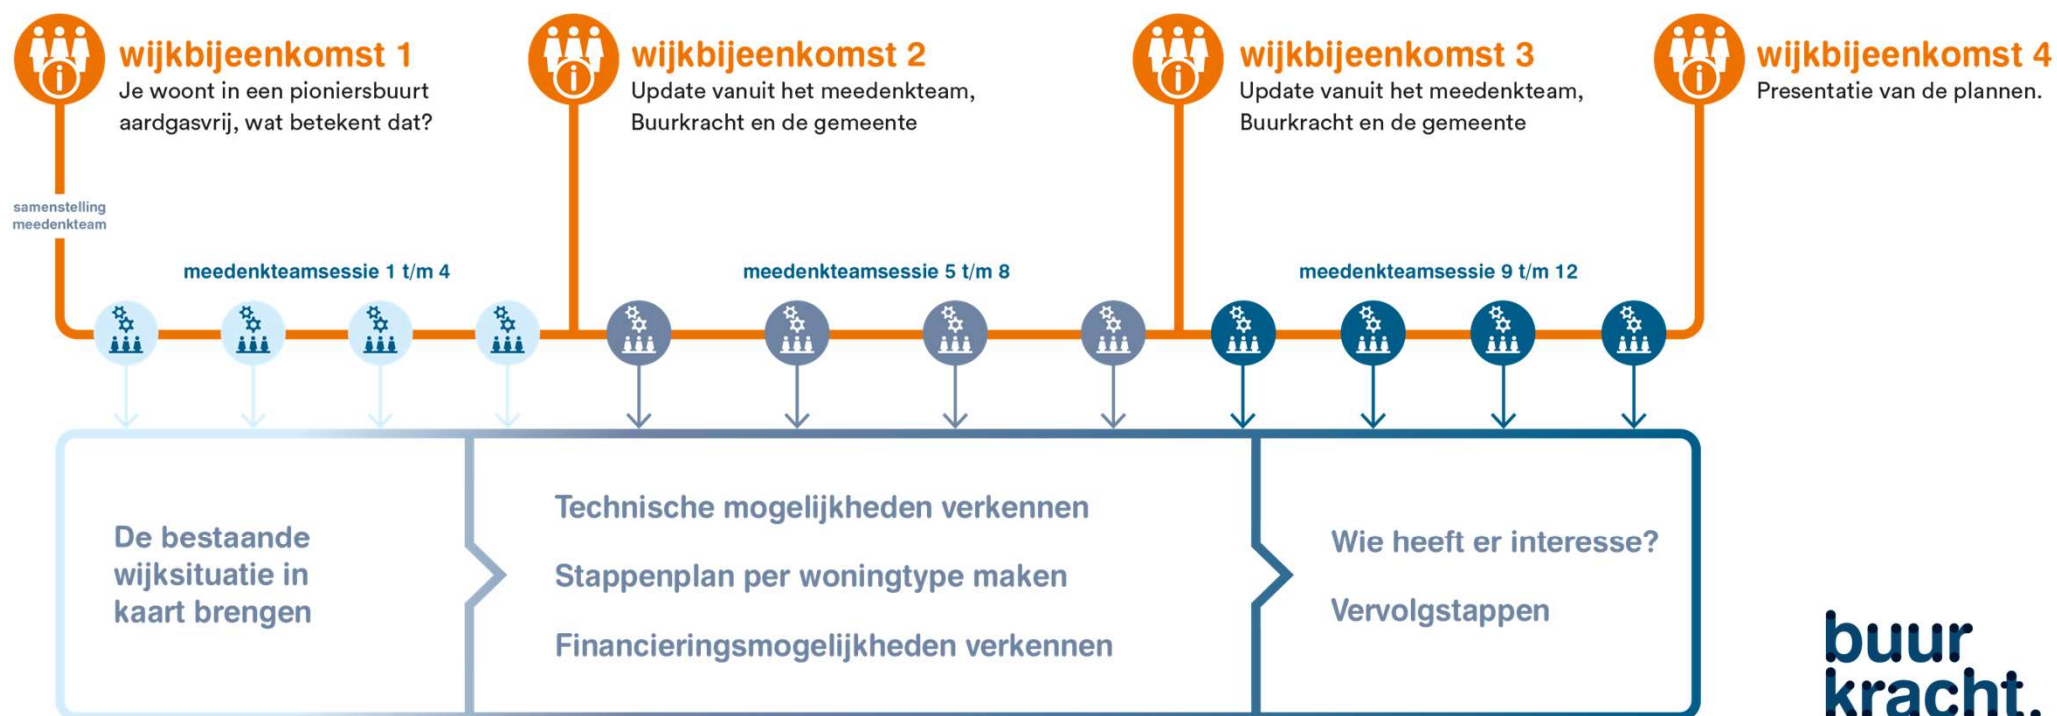 wijkbijeenkomst 1
Je woont in een pioniersbuurt
aardgasvrij, wat betekent dat?
wijkbijeenkomst 2
Update vanuit het meedenkteam,
Buurkracht en de gemeente
wijkbijeenkomst 3
Update vanuit het meedenkteam,
Buurkracht en de gemeente
wijkbijeenkomst 4
Presentatie van de plannen.
samenstelling
meedenkteam
meedenkteamsessie 1 t/m 4
meedenkteamsessie 5 t/m 8
meedenkteamsessie 9 t/m 12
De bestaande
wijksituatie in
kaart brengen
Technische mogelijkheden verkennen
Stappenplan per woningtype maken
Financieringsmogelijkheden verkennen
Wie heeft er interesse?
Vervolgstappen
buur
kracht.